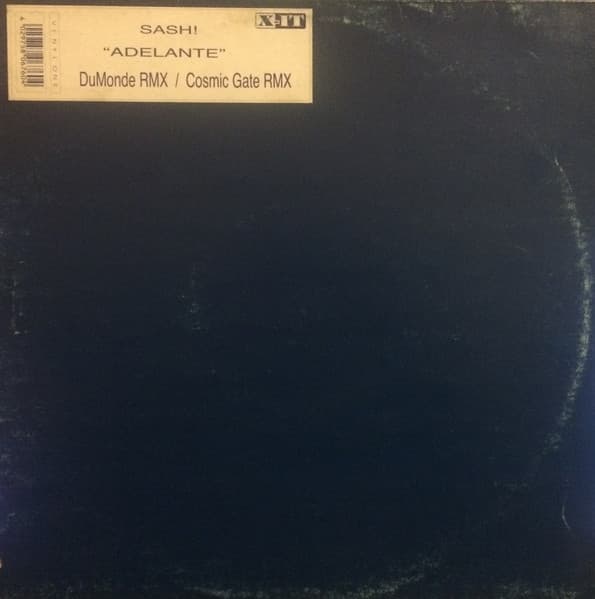 X-IT
SASH!
"ADELANTE"
DuMonde RMX / Cosmic Gate RMX